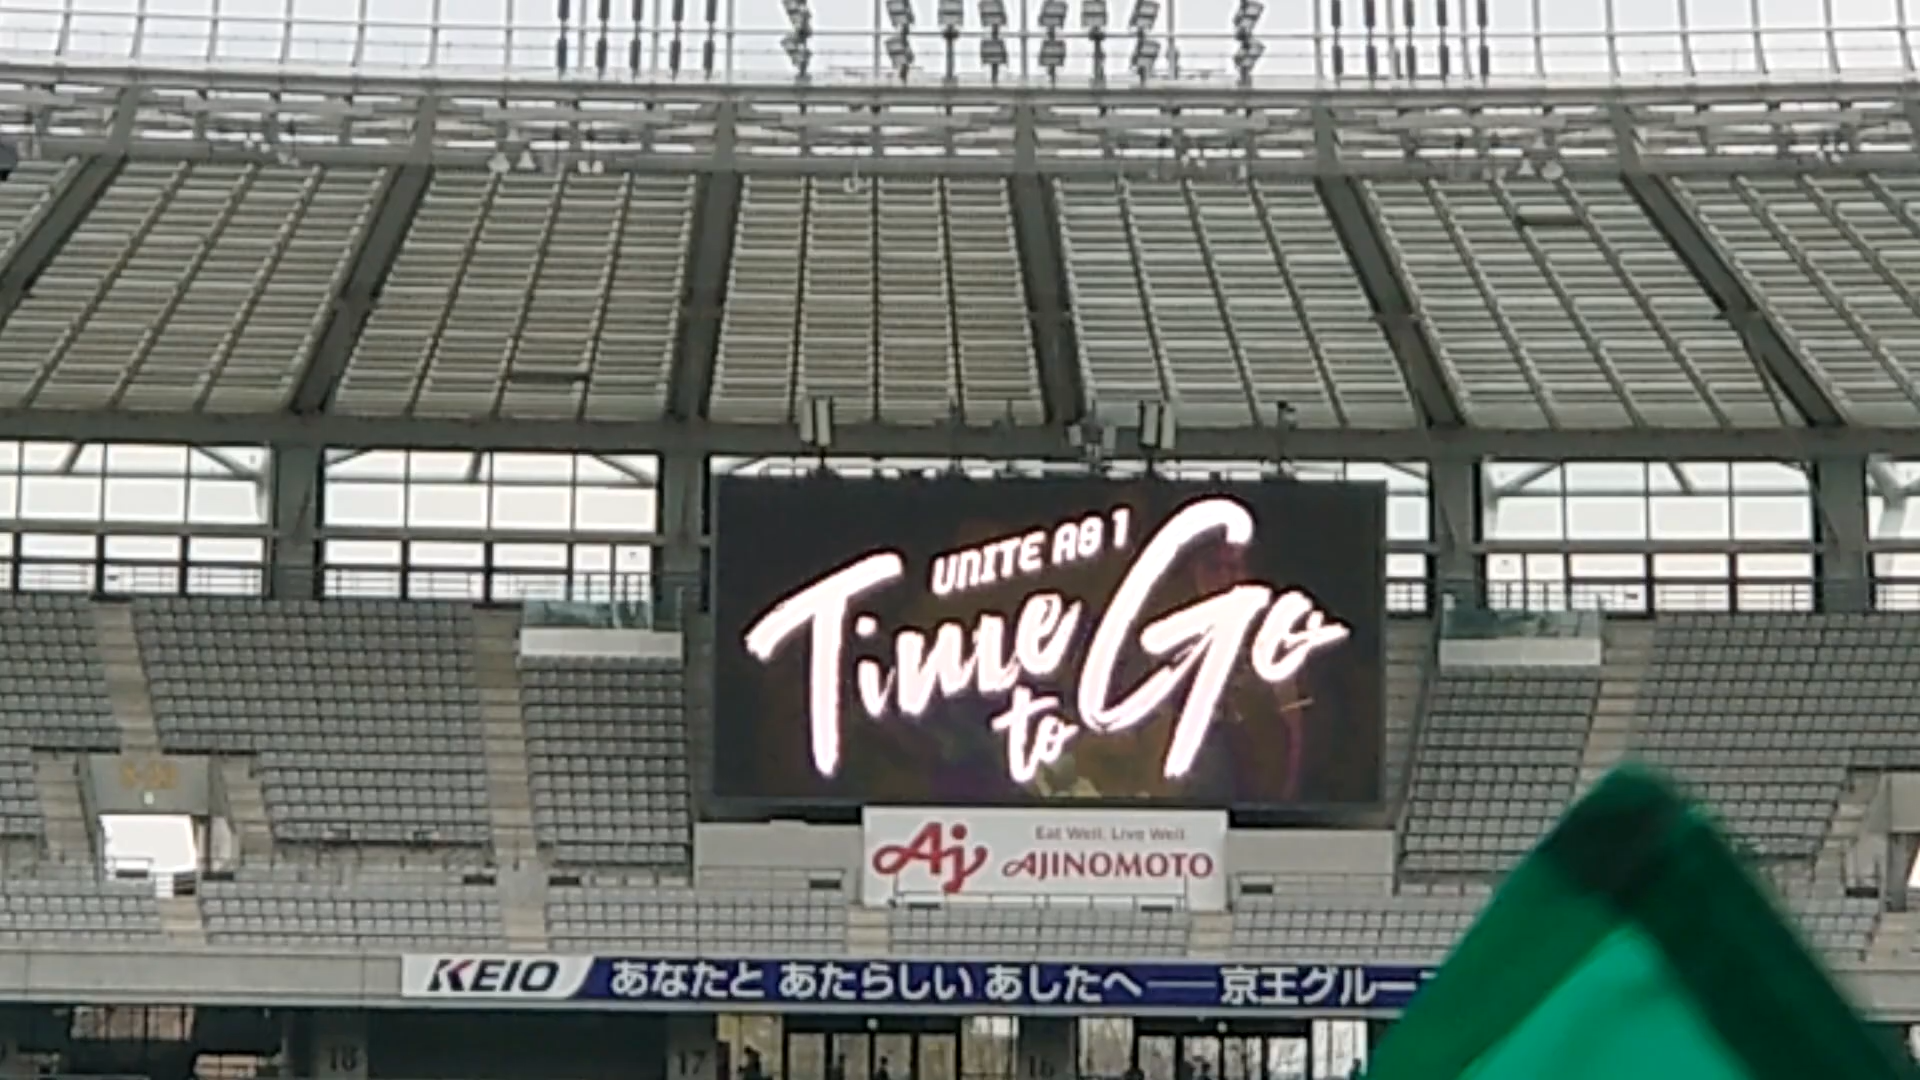 UNITE AS 1
Time
to
Go
Aj
Eat Well, Live Well.
AJINOMOTO
KEIO あなたと あたらしい あしたへ── 京王グルー
18
17
16